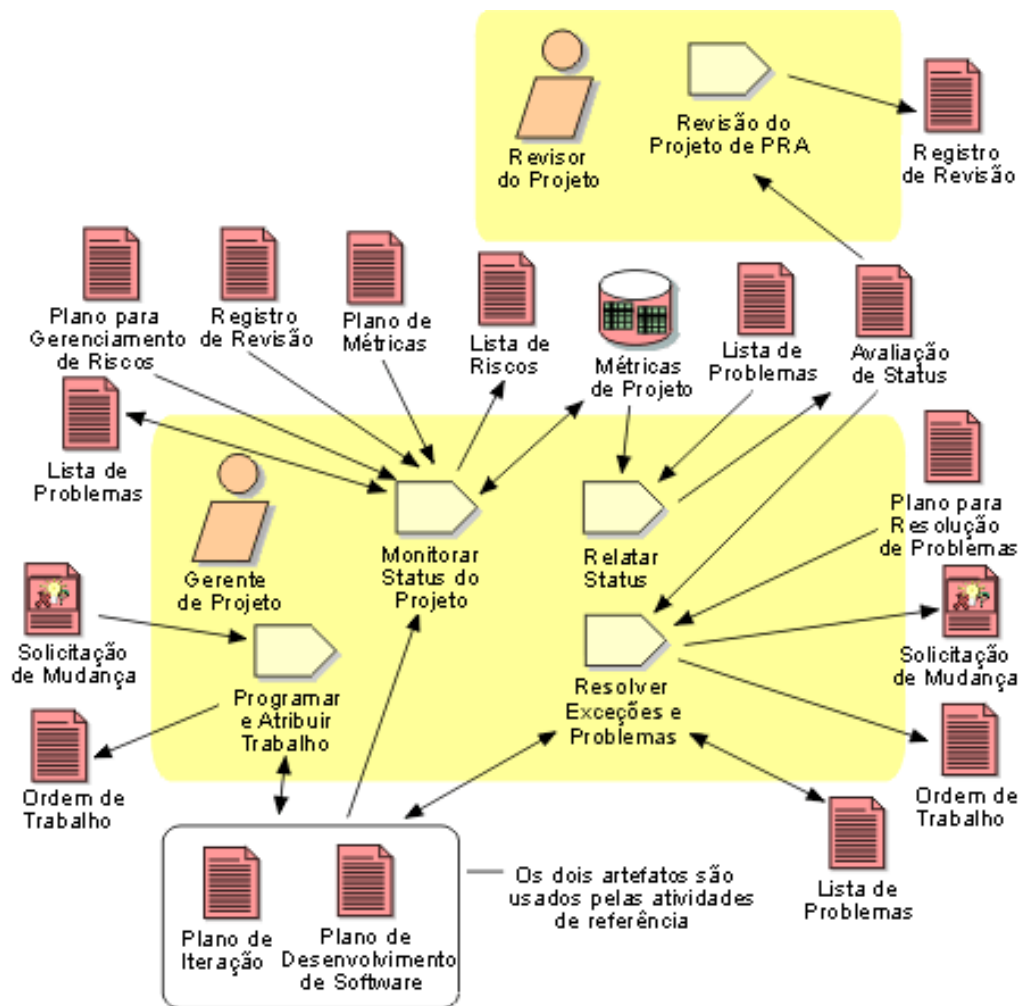 Revisor
do Projeto
Revisão do
Projeto de PRA
Registro
de Revisão
Plano para
Gerenciamento
de Riscos
Registro
de Revisão
Plano de
Métricas
Lista de
Riscos
Métricas
de Projeto
Lista de
Problemas
Avaliação
de Status
Lista de
Problemas
Gerente
de Projeto
Monitorar
Status do
Projeto
Relatar
Status
Plano para
Resolução
de Problemas
Solicitação
de Mudança
Programar
e Atribuir
Trabalho
Resolver
Exceções e
Problemas
Solicitação
de Mudança
Ordem de
Trabalho
Ordem de
Trabalho
Plano de
Iteração
Plano de
Desenvolvimento
de Software
Os dois artefatos são
usados pelas atividades
de referência
Lista de
Problemas